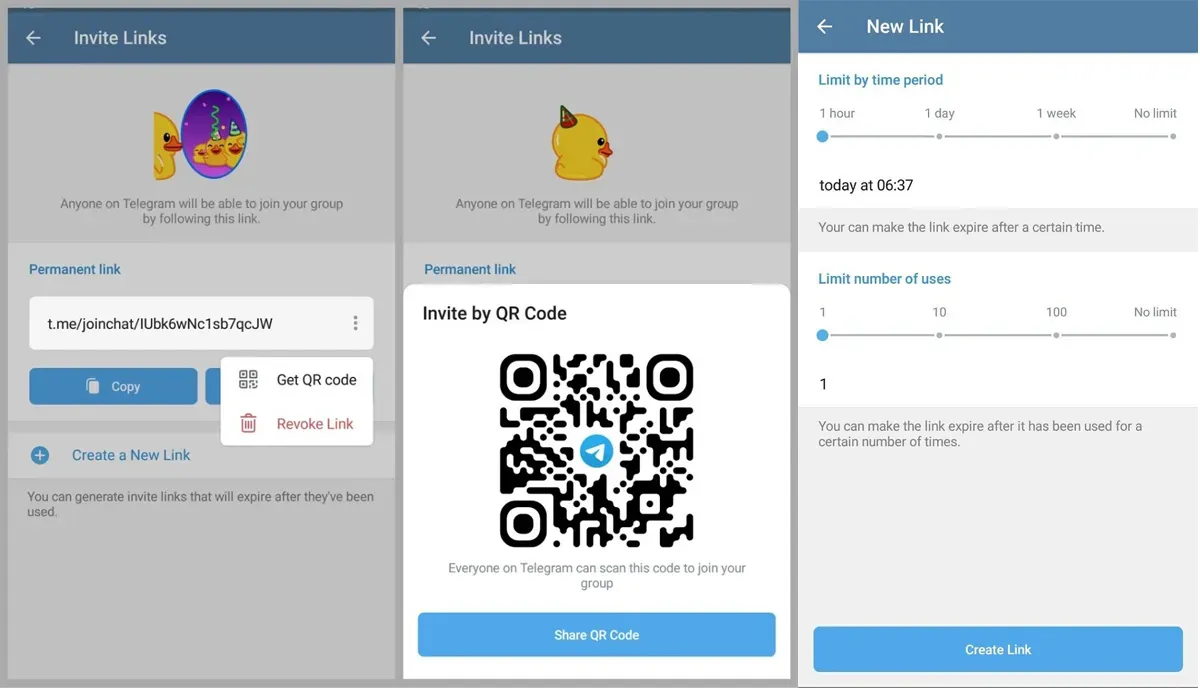 Invite Links
Anyone on Telegram will be able to join your group
by following this link.
Permanent link
t.me/joinchat/IUbk6wNc1sb7qcJW
Copy
Get QR code
Revoke Link
Create a New Link
You can generate invite links that will expire after they've been
used.
Invite Links
Anyone on Telegram will be able to join your group
by following this link.
Permanent link
Invite by QR Code
Everyone on Telegram can scan this code to join your
group
Share QR Code
New Link
Limit by time period
1 hour 1 day 1 week No limit
today at 06:37
Your can make the link expire after a certain time.
Limit number of uses
1 10 100 No limit
1
You can make the link expire after it has been used for a
certain number of times.
Create Link